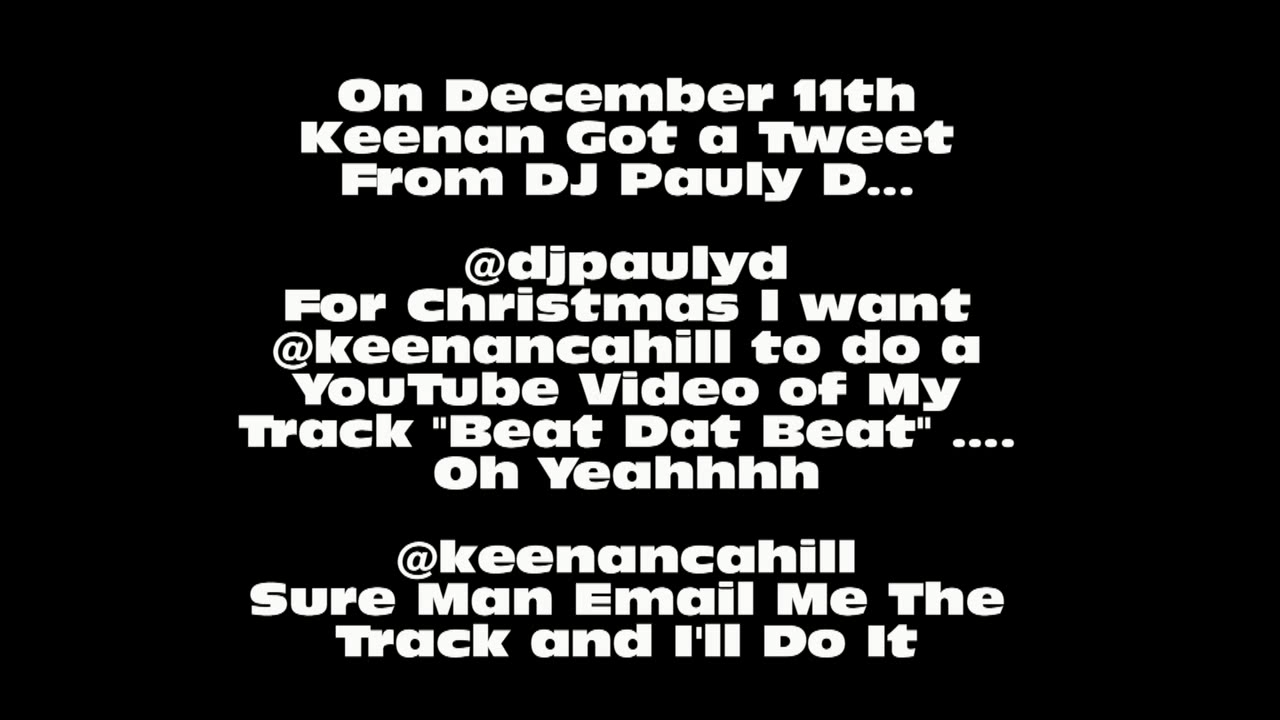 On December 11th
Keenan Got a Tweet
From DJ Pauly D...
@djpaulyd
For Christmas I want
@keenancahill to do a
YouTube Video of My
Track "Beat Dat Beat" ....
Oh Yeahhhh
@keenancahill
Sure Man Email Me The
Track and I'll Do It